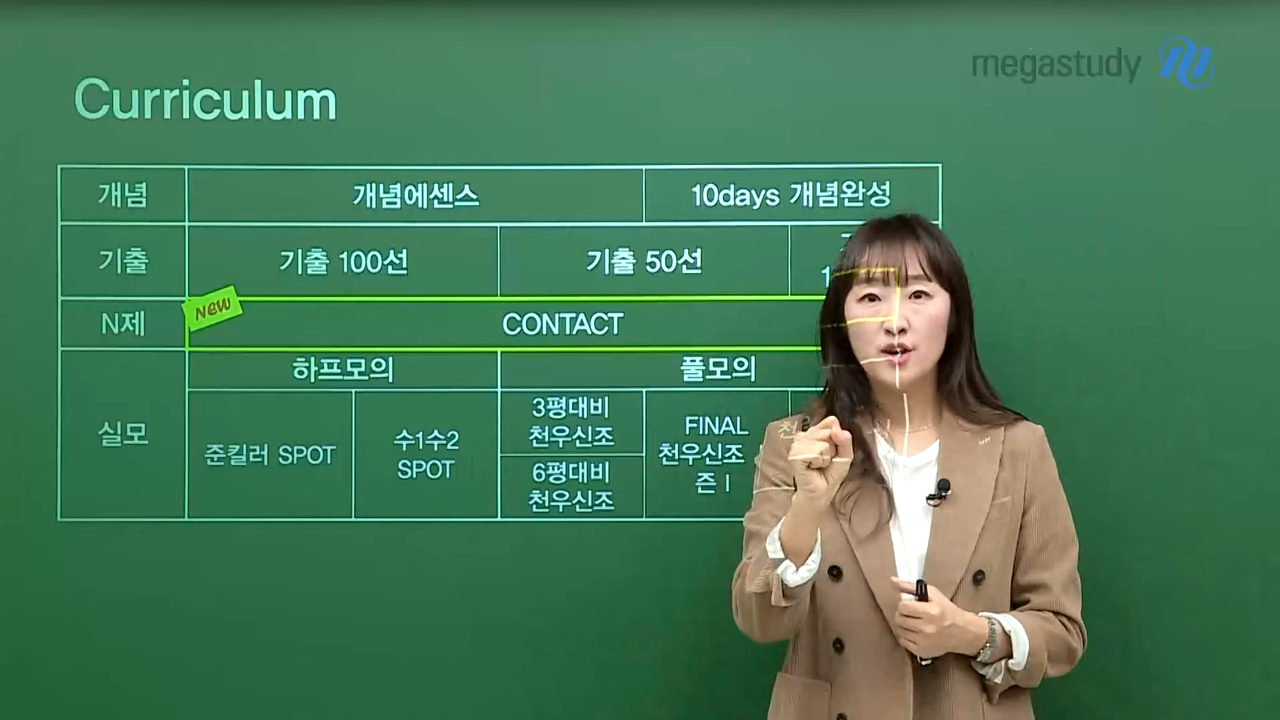 megastudy
Curriculum
개념
개념에센스
10days 개념완성
기출
기출 100선
기출 50선
NEW
N제
CONTACT
실모
하프모의
풀모의
준킬러 SPOT
수1수2
SPOT
3평대비
천우신조
6평대비
천우신조
FINAL
천우신조
즌 I